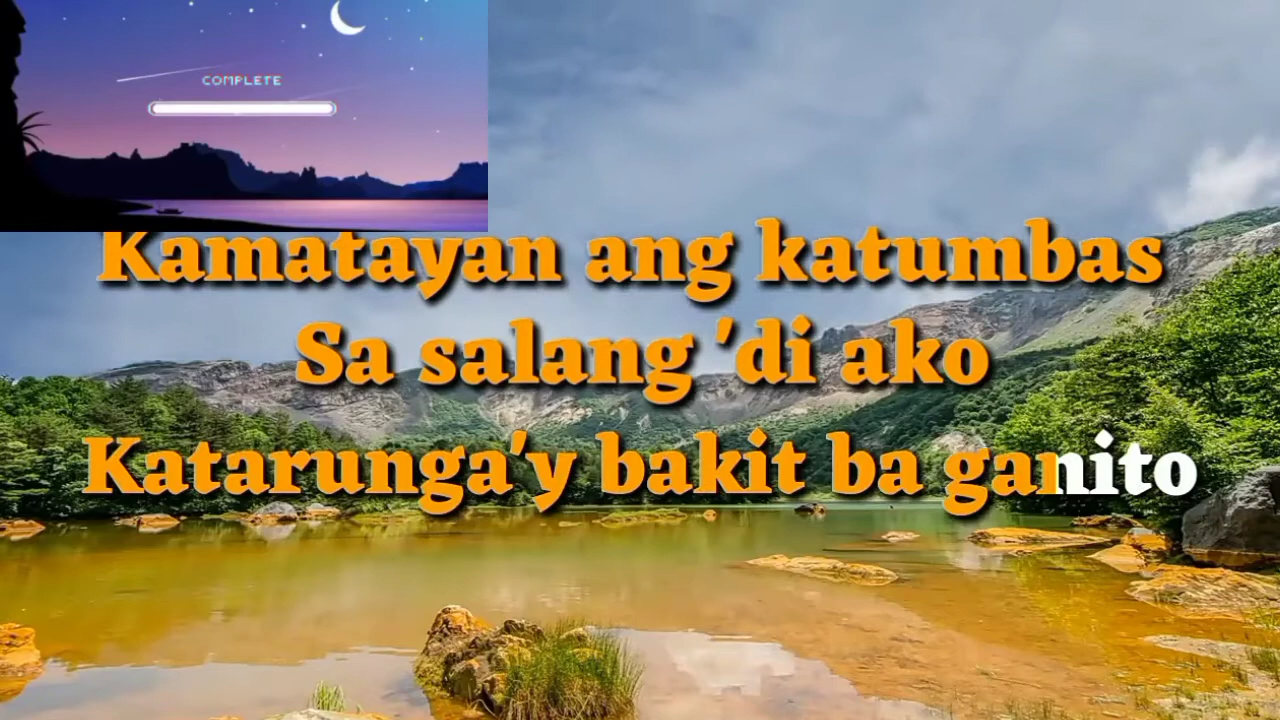 COMPLETE
Kamatayan ang katumbas
Sa salang 'di ako
Katarunga'y bakit ba ganito